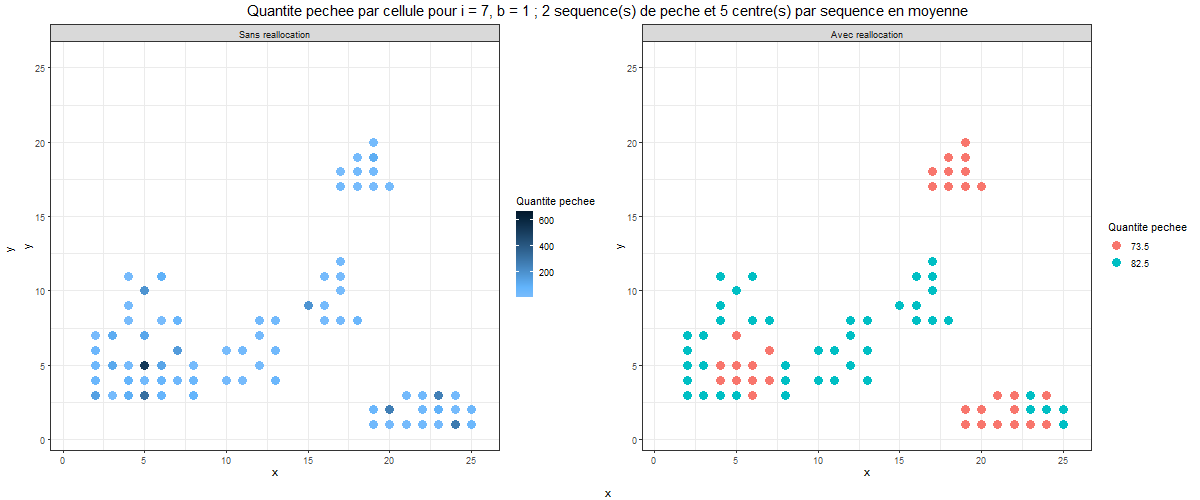 Quantite pechee par cellule pour i = 7, b = 1 ; 2 sequence(s) de peche et 5 centre(s) par sequence en moyenne
Sans reallocation
25
20
15
10
5
0
y
y
0 5 10 15 20 25
x
Quantite pechee
600
400
200
Avec reallocation
25
20
15
10
5
0
y
0 5 10 15 20 25
x
Quantite pechee
73.5
82.5
x